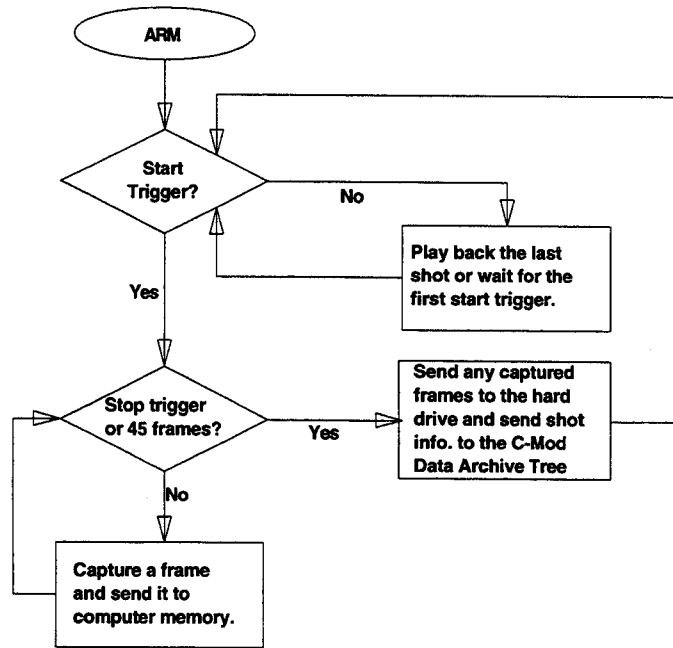 ARM
Start
Trigger?
No
Play back the last
shot or wait for the
first start trigger.
Yes
Stop trigger
or 45 frames?
Yes
Send any captured
frames to the hard
drive and send shot
info. to the C-Mod
Data Archive Tree
No
Capture a frame
and send it to
computer memory.